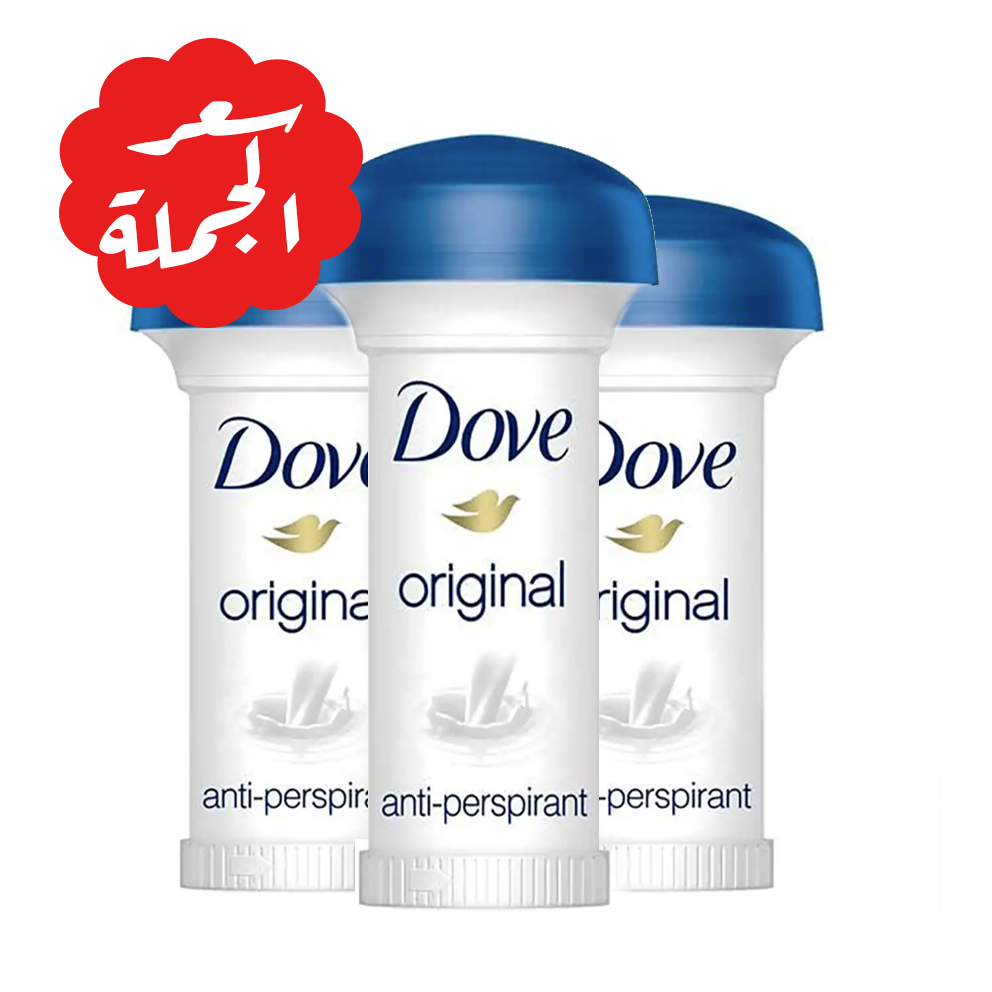 سعر
الجملة
Dove
original
anti-perspirant
Dove
original
anti-perspirant
Dove
original
anti-perspirant